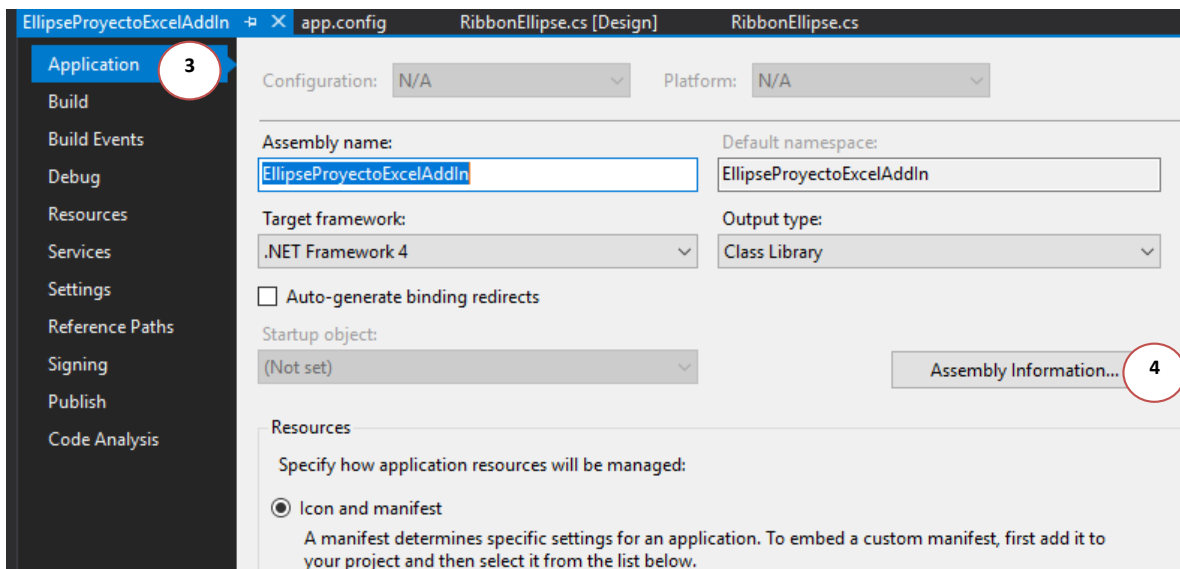 EllipseProyectoExcelAddIn app.config RibbonEllipse.cs [Design] RibbonEllipse.cs
Application 3
Build
Build Events
Debug
Resources
Services
Settings
Reference Paths
Signing
Publish
Code Analysis
Configuration: N/A Platform: N/A
Assembly name: Default namespace:
EllipseProyectoExcelAddIn EllipseProyectoExcelAddIn
Target framework: Output type:
.NET Framework 4 Class Library
Auto-generate binding redirects
Startup object:
(Not set) Assembly Information... 4
Resources
Specify how application resources will be managed:
Icon and manifest
A manifest determines specific settings for an application. To embed a custom manifest, first add it to
your project and then select it from the list below.